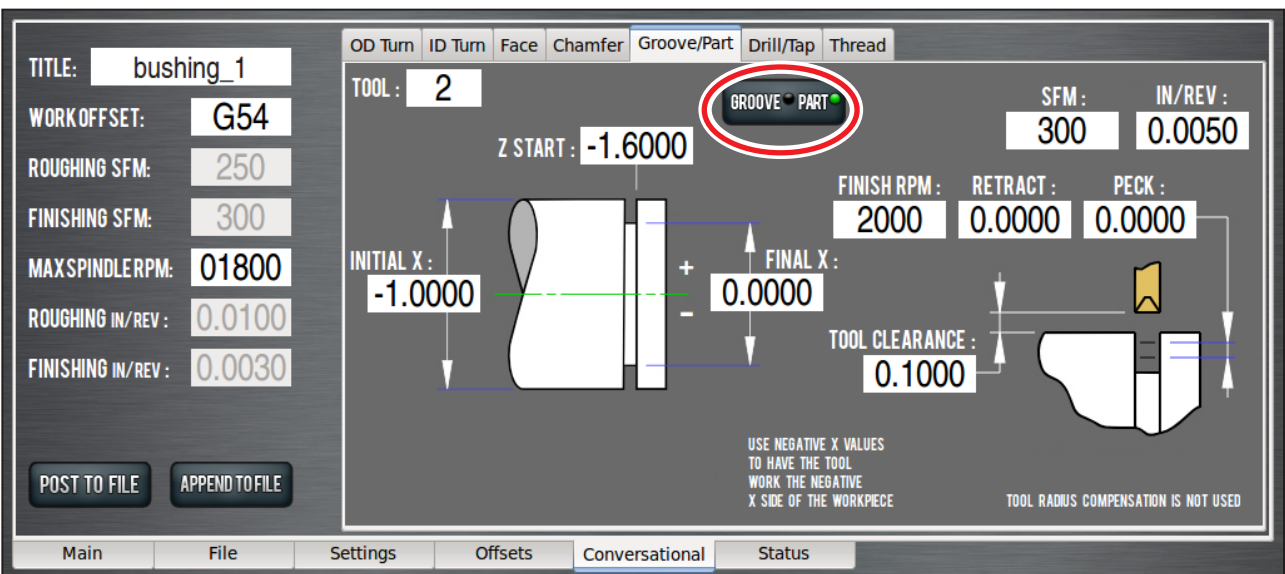 OD Turn ID Turn Face Chamfer Groove/Part Drill/Tap Thread
TITLE: bushing_1
WORK OFFSET: G54
ROUGHING SFM: 250
FINISHING SFM: 300
MAX SPINDLE RPM: 01800
ROUGHING IN/REV : 0.0100
FINISHING IN/REV : 0.0030
POST TO FILE APPEND TO FILE
TOOL : 2
GROOVE PART
SFM : IN/REV :
300 0.0050
Z START : -1.6000
FINISH RPM : RETRACT : PECK :
2000 0.0000 0.0000
INITIAL X :
-1.0000
+
-
FINAL X :
0.0000
TOOL CLEARANCE :
0.1000
USE NEGATIVE X VALUES
TO HAVE THE TOOL
WORK THE NEGATIVE
X SIDE OF THE WORKPIECE
TOOL RADIUS COMPENSATION IS NOT USED
Main File Settings Offsets Conversational Status